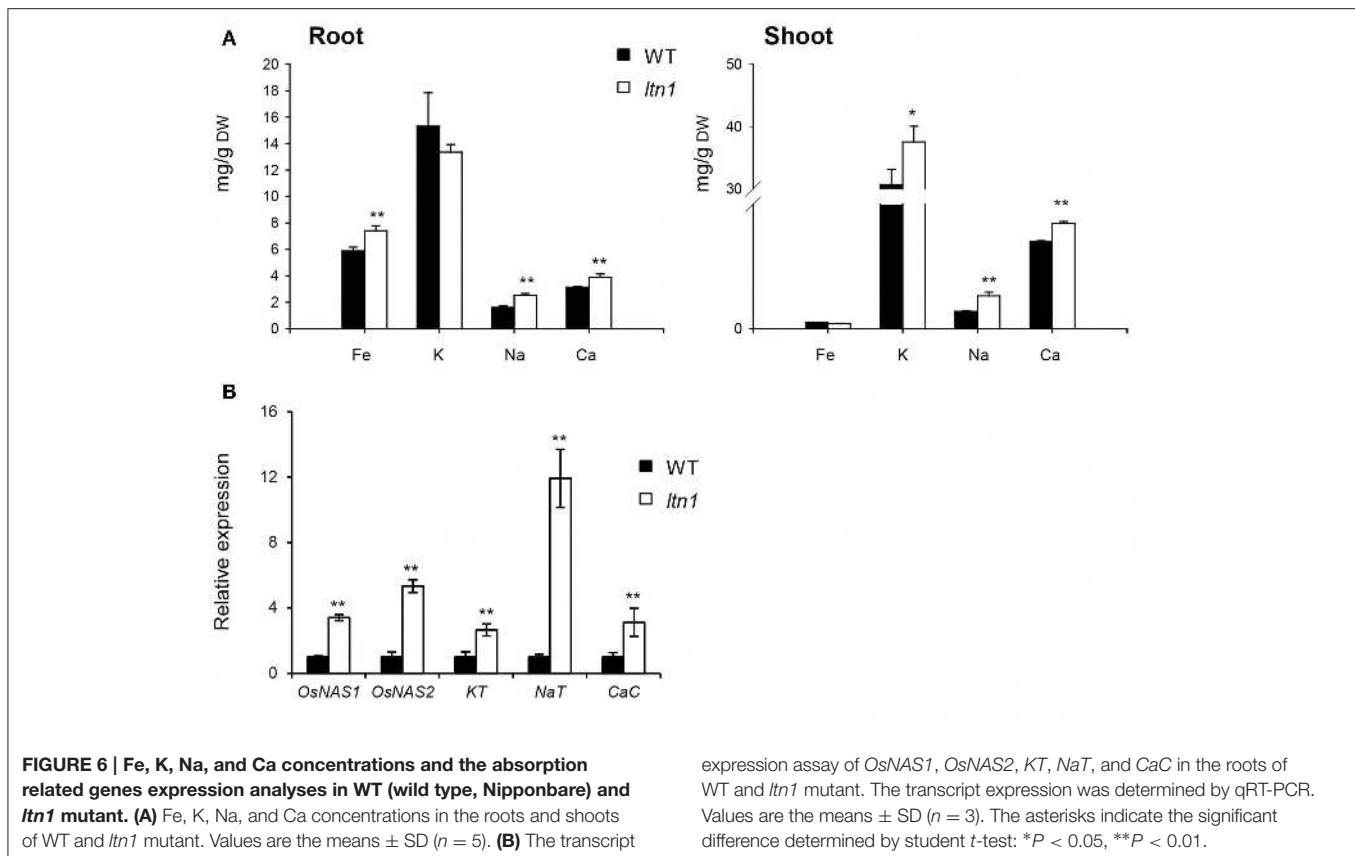 A
Root
Shoot
WT
ltn1
mg/g DW
20
18
16
14
12
10
8
6
4
2
0
**
**
**
Fe K Na Ca
mg/g DW
50
40
30
0
*
**
**
Fe K Na Ca
B
Relative expression
16
12
8
4
0
**
**
**
**
**
WT
ltn1
OsNAS1 OsNAS2 KT NaT CaC
FIGURE 6 | Fe, K, Na, and Ca concentrations and the absorption
related genes expression analyses in WT (wild type, Nipponbare) and
ltn1 mutant. (A) Fe, K, Na, and Ca concentrations in the roots and shoots
of WT and ltn1 mutant. Values are the means ± SD (n = 5). (B) The transcript
expression assay of OsNAS1, OsNAS2, KT, NaT, and CaC in the roots of
WT and ltn1 mutant. The transcript expression was determined by qRT-PCR.
Values are the means ± SD (n = 3). The asterisks indicate the significant
difference determined by student t-test: *P < 0.05, **P < 0.01.